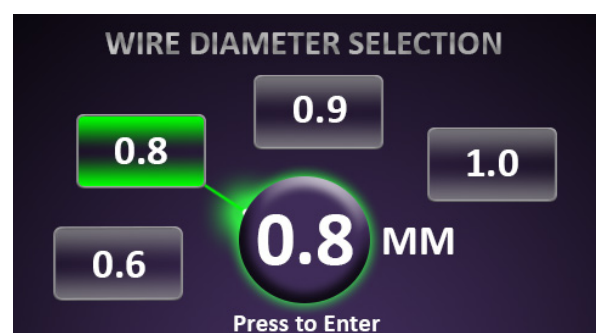 WIRE DIAMETER SELECTION
0.9
0.8
1.0
0.8 MM
0.6
Press to Enter